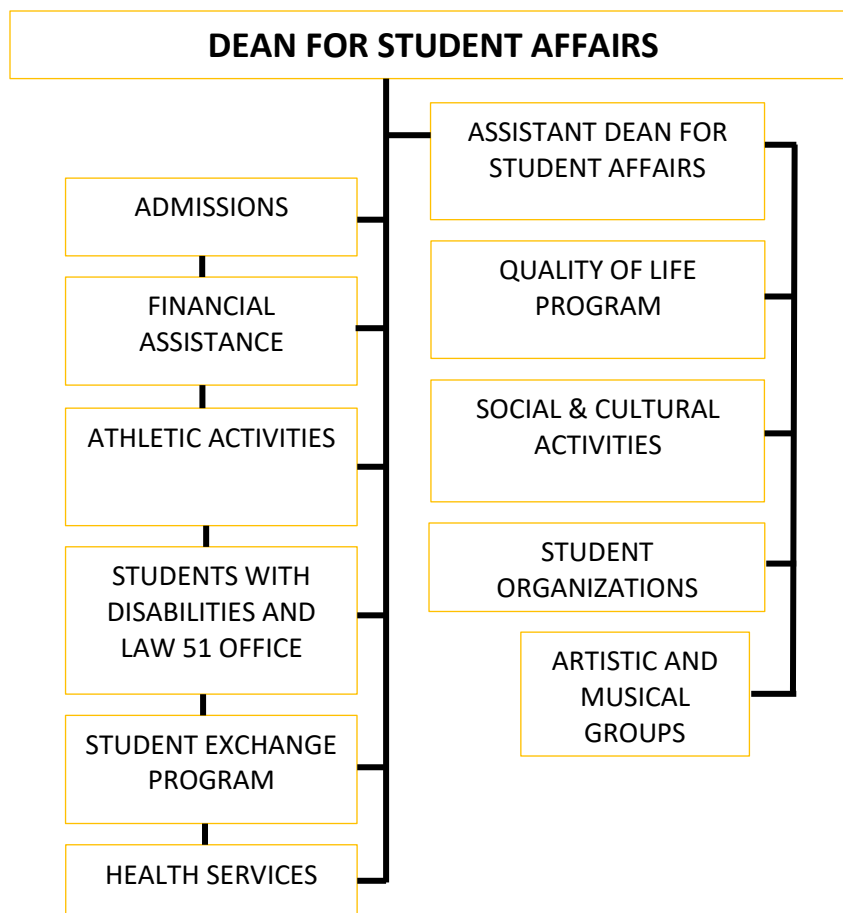 DEAN FOR STUDENT AFFAIRS
ASSISTANT DEAN FOR
STUDENT AFFAIRS
ADMISSIONS
QUALITY OF LIFE
PROGRAM
FINANCIAL
ASSISTANCE
SOCIAL & CULTURAL
ACTIVITIES
ATHLETIC ACTIVITIES
STUDENT
ORGANIZATIONS
STUDENTS WITH
DISABILITIES AND
LAW 51 OFFICE
ARTISTIC AND
MUSICAL
GROUPS
STUDENT EXCHANGE
PROGRAM
HEALTH SERVICES